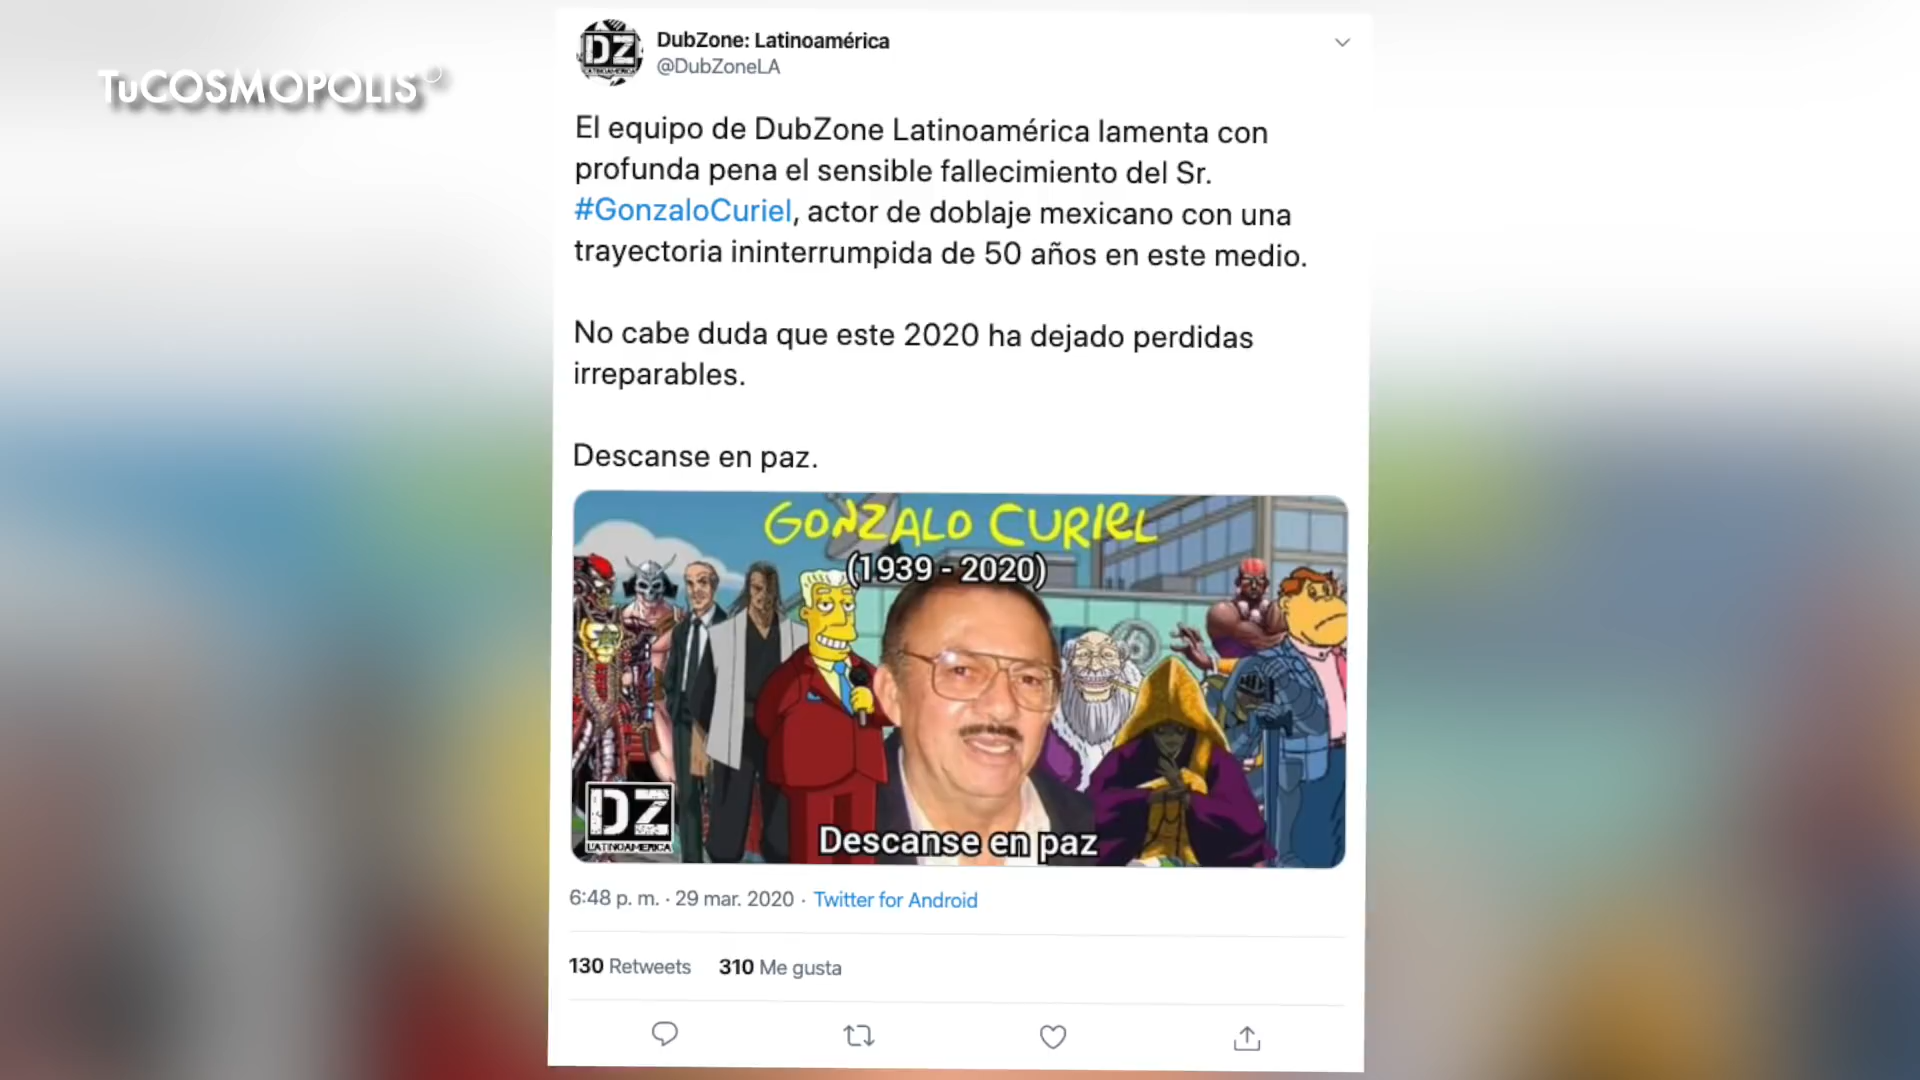 TuCOSMOPOLIS
DZ
LATINOAMERICA
DubZone: Latinoamérica
@DubZoneLA
El equipo de DubZone Latinoamérica lamenta con
profunda pena el sensible fallecimiento del Sr.
#GonzaloCuriel, actor de doblaje mexicano con una
trayectoria ininterrumpida de 50 años en este medio.
No cabe duda que este 2020 ha dejado perdidas
irreparables.
Descanse en paz.
GONZALO CURIEL
(1939 - 2020)
6
DZ
LATINOAMERICA
Descanse en paz
6:48 p. m. · 29 mar. 2020 · Twitter for Android
130 Retweets 310 Me gusta